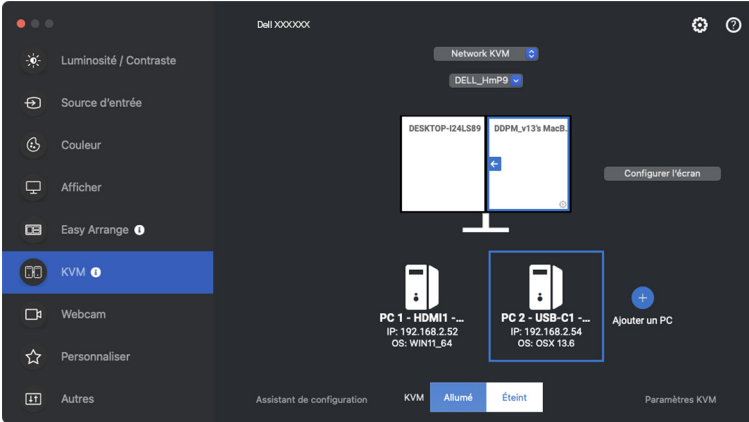 Dell XXXXXX
Luminosité / Contraste
Source d'entrée
Couleur
Afficher
Easy Arrange
KVM
Webcam
Personnaliser
Autres
Network KVM
DELL_HmP9
DESKTOP-I24LS89
DDPM_v13's MacB.
Configurer l'écran
PC 1 - HDMI1 -...
IP: 192.168.2.52
OS: WIN11_64
PC 2 - USB-C1 -...
IP: 192.168.2.54
OS: OSX 13.6
Ajouter un PC
Assistant de configuration
KVM
Allumé
Éteint
Paramètres KVM